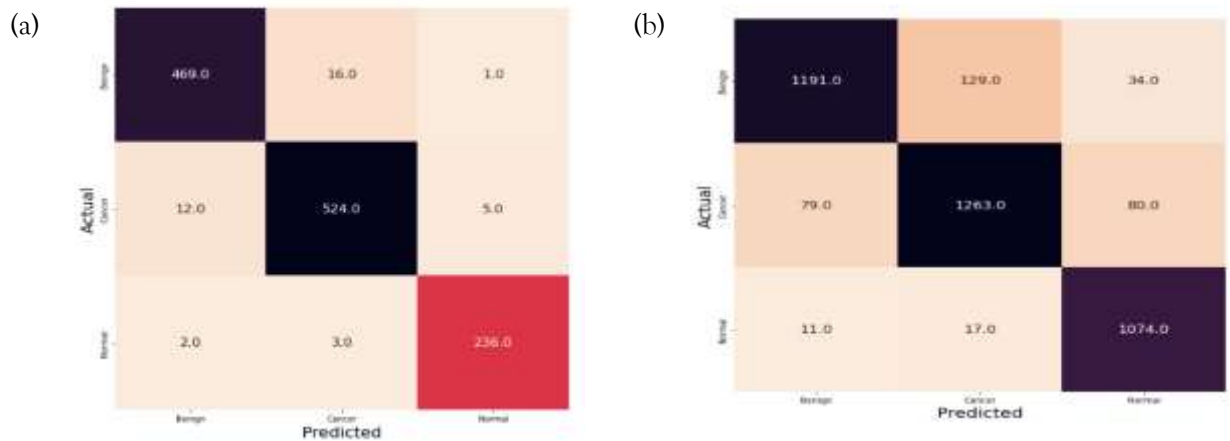 (a)
Actual
Benign
469.0 16.0 1.0
Cancer
12.0 524.0 5.0
Normal
2.0 3.0 236.0
Benign Cancer Normal
Predicted
(b)
Actual
Benign
1191.0 129.0 34.0
Cancer
79.0 1263.0 80.0
Normal
11.0 17.0 1074.0
Benign Cancer Normal
Predicted